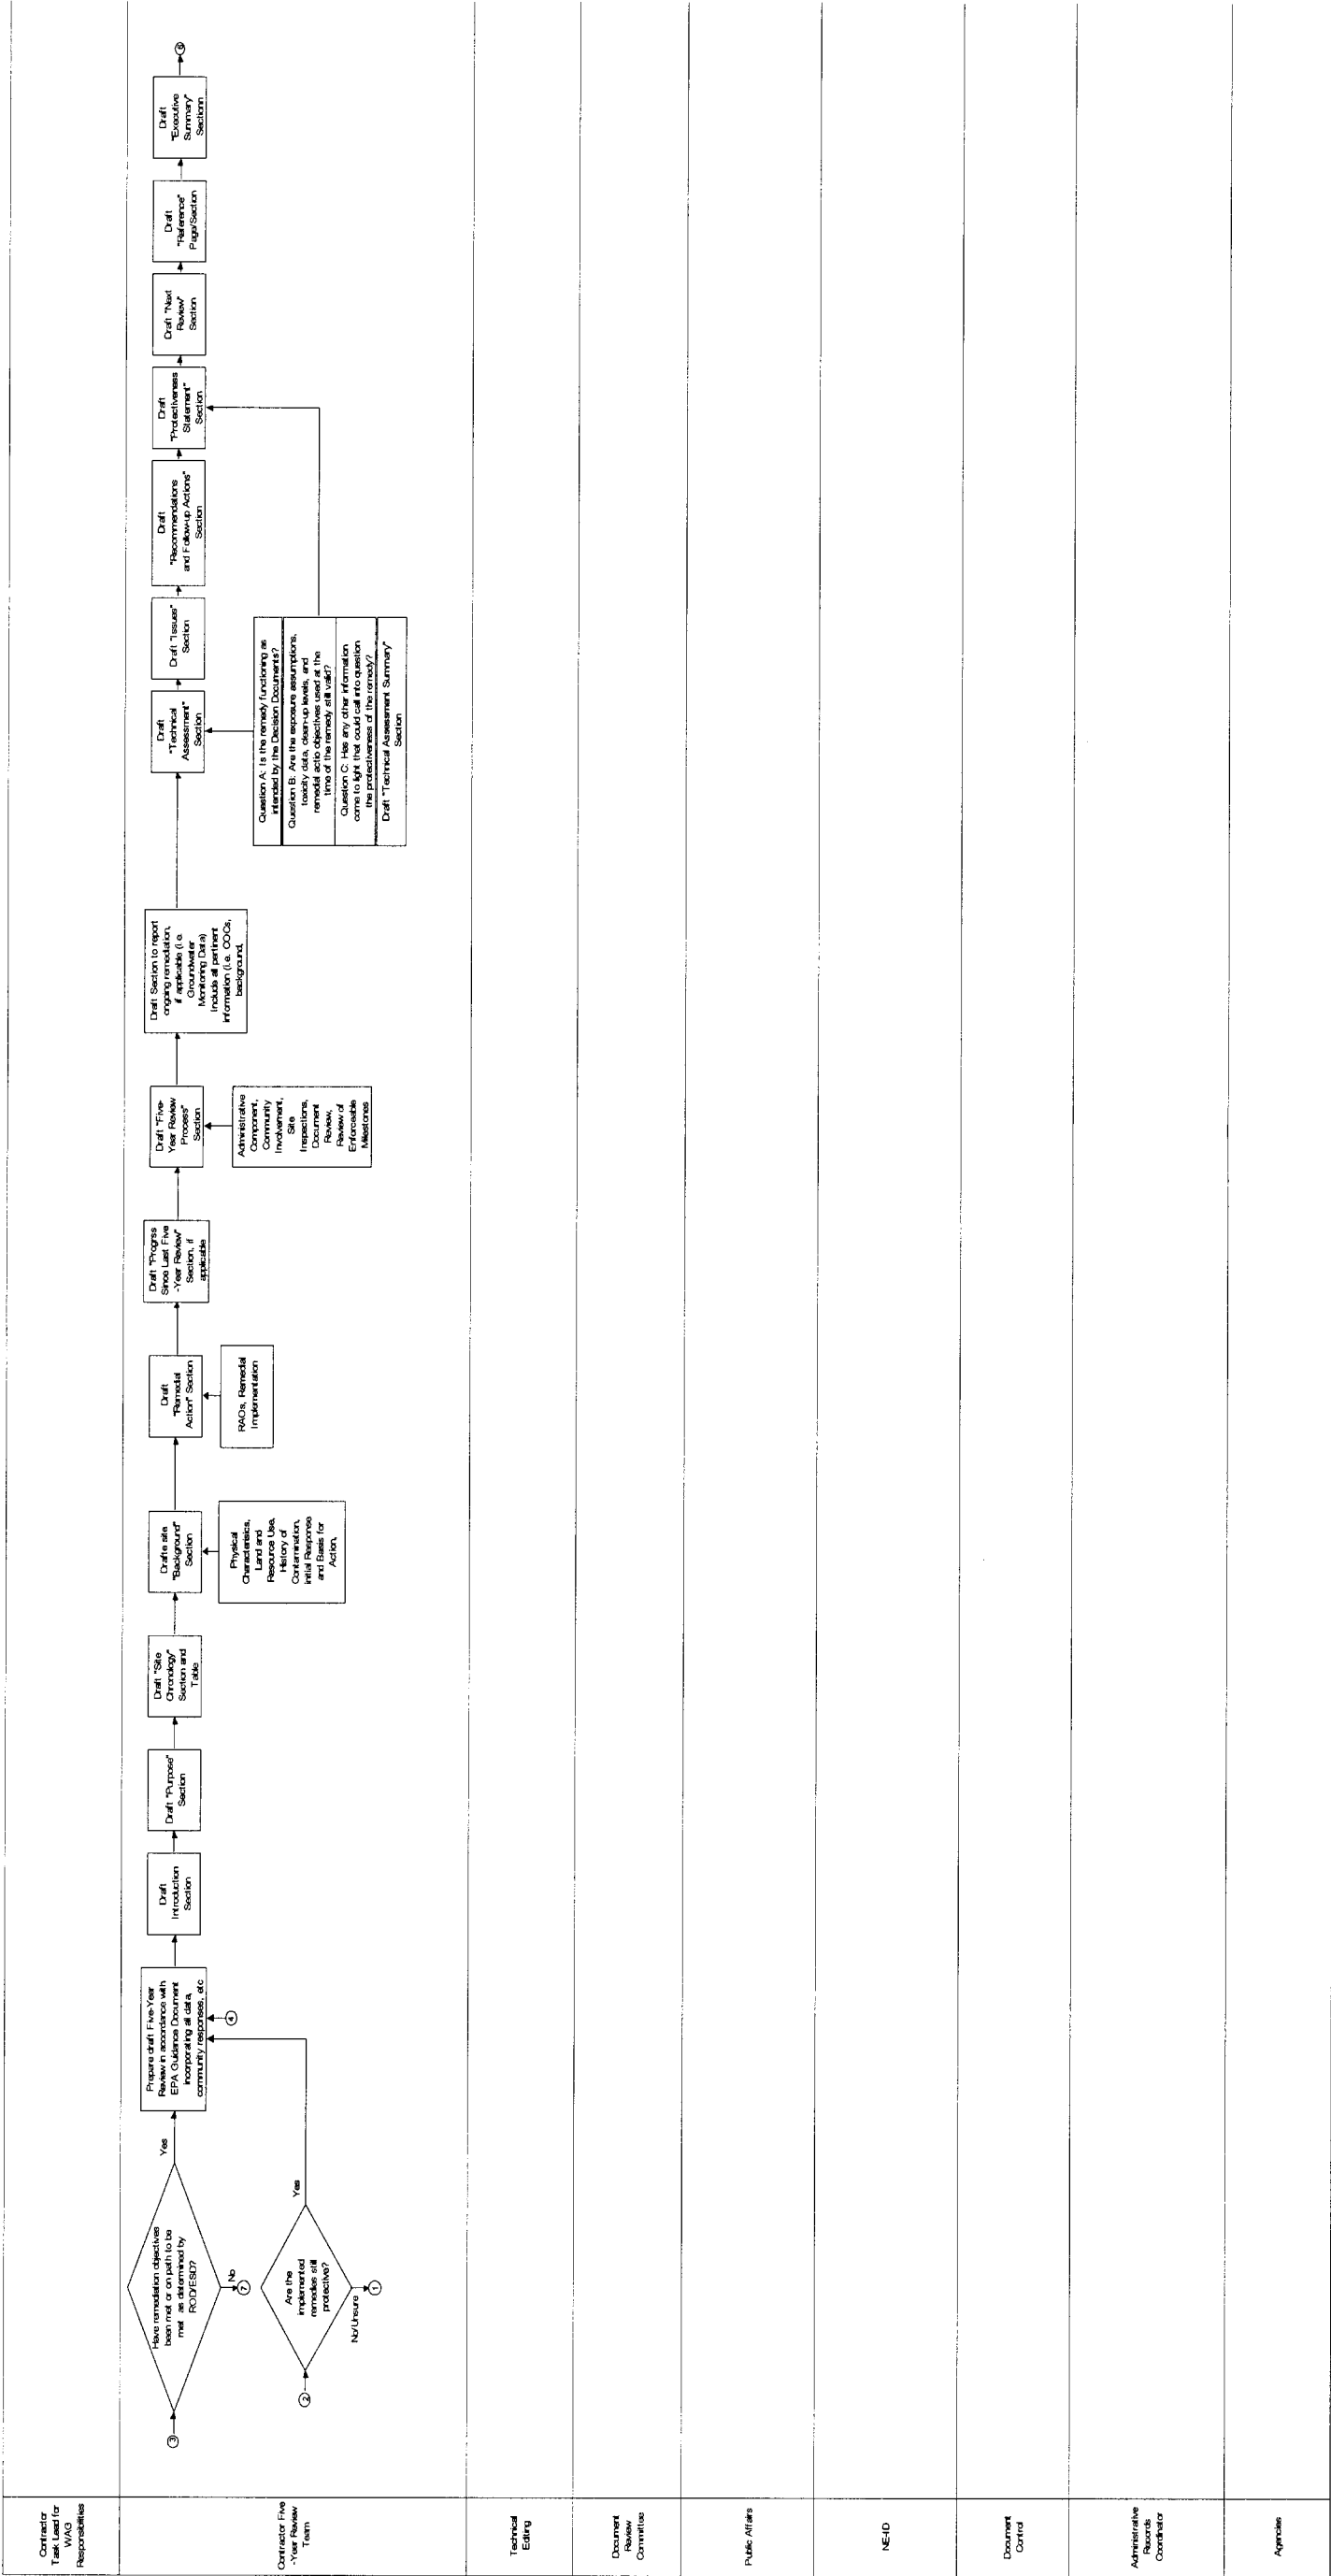 Contractor
Task Lead for
WAG
Responsibilities
Contractor Five
-Year Review
Team
Technical
Editing
Document
Review
Committee
Public Affairs
NE-ID
Document
Control
Administrative
Records
Coordinator
Agencies
3
Have remediation objectives
been met or on path to be
met as determined by
ROD/ESD?
Yes
No
7
2
Are the
implemented
remedies still
protective?
Yes
No/Unsure
1
Prepare draft Five-Year
Review in accordance with
EPA Guidance Document
incorporating all data,
community responses, etc
4
Draft
Introduction
Section
Draft "Purpose"
Section
Draft "Site
Chronology"
Section and
Table
Drafte site
"Background"
Section
Physical
Characterisics,
Land and
Resource Use,
History of
Contamination,
initial Response
and Basis for
Action,
Draft
"Remedial
Action" Section
RAOs, Remedial
Implementation
Draft "Progrss
Since Last Five
-Year Review"
Section, if
applicable
Draft "Five-
Year Review
Process"
Section
Administrative
Component,
Community
Involvement,
Site
Inspections,
Document
Review,
Review of
Enforceable
Milestones
Draft Section to report
ongoing remediation,
if applicable (i.e.
Groundwater
Monitoring Data)
Include all pertinent
information (i.e. COCs,
background,
Draft
"Technical
Assessment"
Section
Question A: Is the remedy functioning as
intended by the Decision Documents?
Question B: Are the exposure assumptions,
toxicity data, clean-up levels, and
remedial actio objectives used at the
time of the remedy still valid?
Question C: Has any other information
come to light that could call into question
the protectiveness of the remedy?
Draft "Technical Assessment Summary"
Section
Draft "Issues"
Section
Draft
"Recommendations
and Follow-up Actions"
Section
Draft
"Protectiveness
Statement"
Section
Draft "Next
Review"
Section
Draft
"Reference"
Page/Section
Draft
"Executive
Summary"
Sectionn